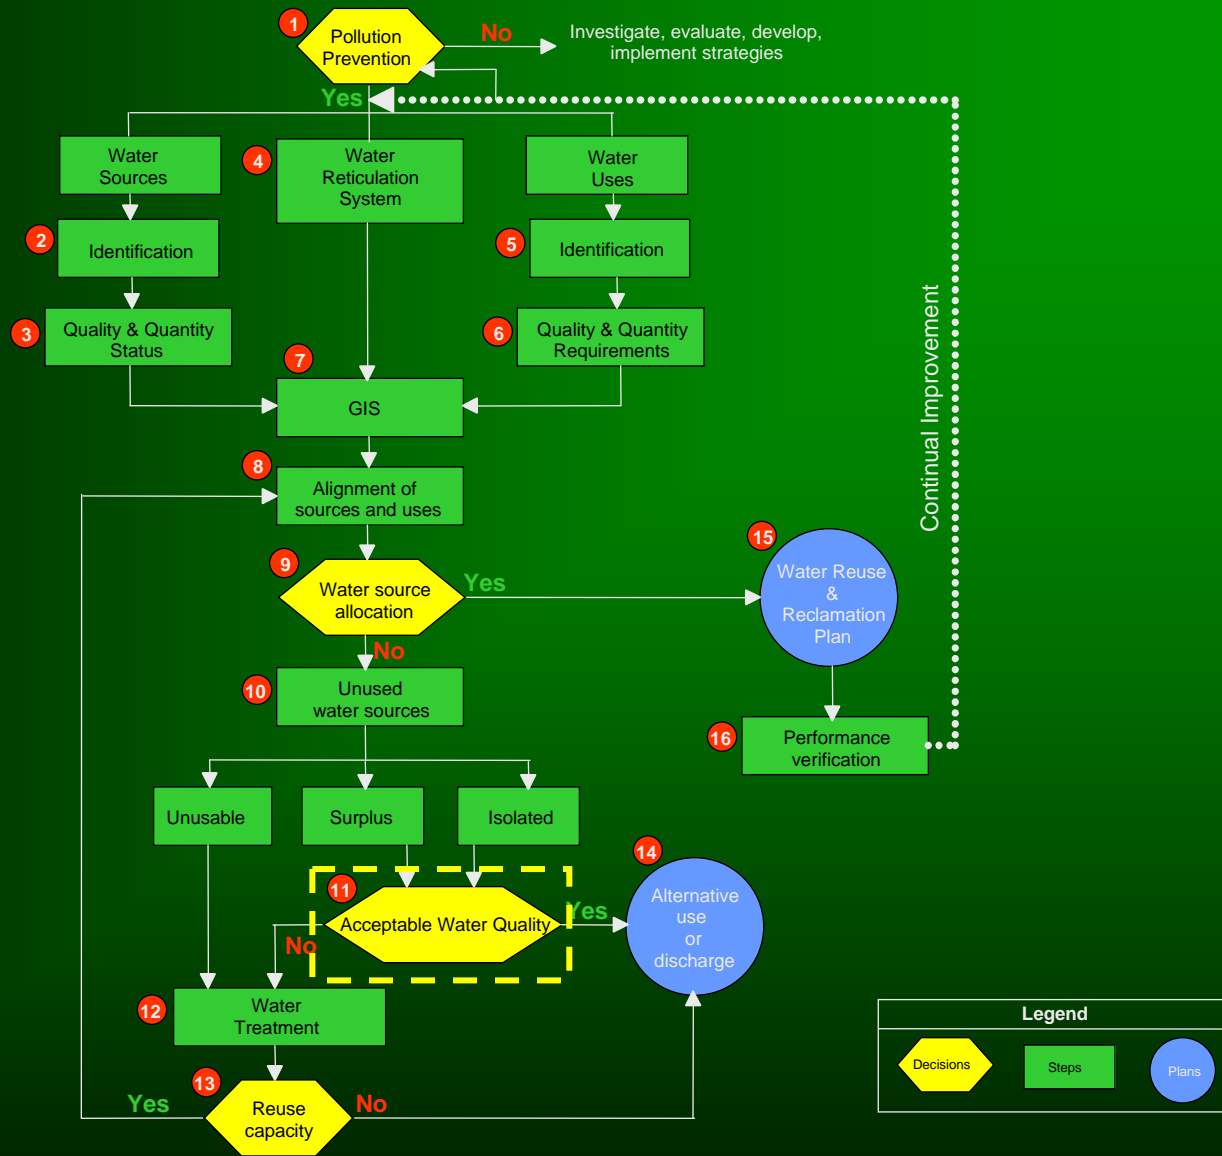 1
Pollution
Prevention
No
Investigate, evaluate, develop,
implement strategies
Yes
Water
Sources
4
Water
Reticulation
System
Water
Uses
2
Identification
5
Identification
3
Quality & Quantity
Status
6
Quality & Quantity
Requirements
7
GIS
Continual Improvement
8
Alignment of
sources and uses
9
Water source
allocation
Yes
15
Water Reuse
&
Reclamation
Plan
No
10
Unused
water sources
16
Performance
verification
Unusable
Surplus
Isolated
11
Acceptable Water Quality
Yes
No
14
Alternative
use
or
discharge
12
Water
Treatment
13
Reuse
capacity
Yes
No
Legend
Decisions
Steps
Plans